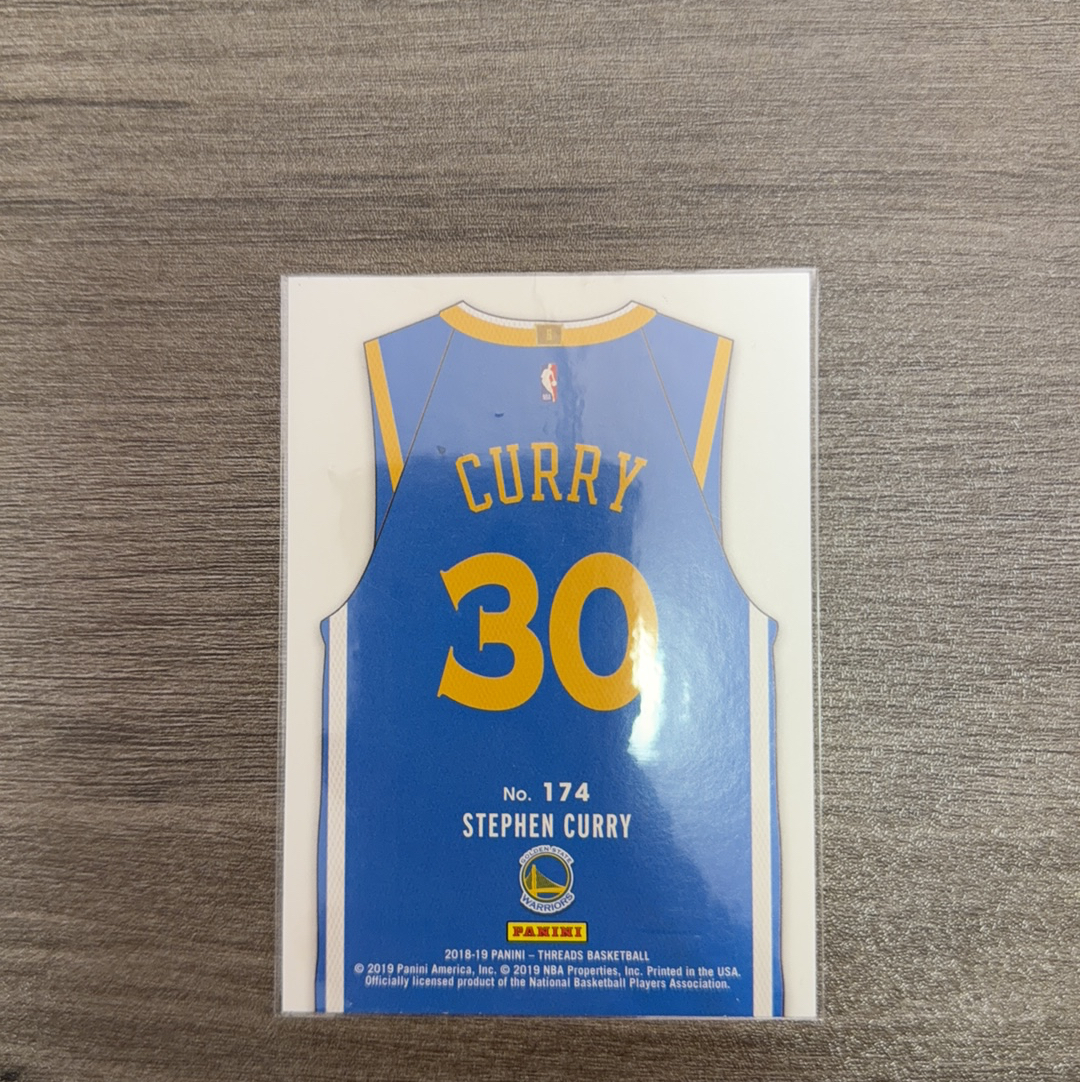 CURRY
30
No. 174
STEPHEN CURRY
GOLDEN STATE
WARRIORS
PANINI
2018-19 PANINI – THREADS BASKETBALL
© 2019 Panini America, Inc. © 2019 NBA Properties, Inc. Printed in the USA.
Officially licensed product of the National Basketball Players Association.